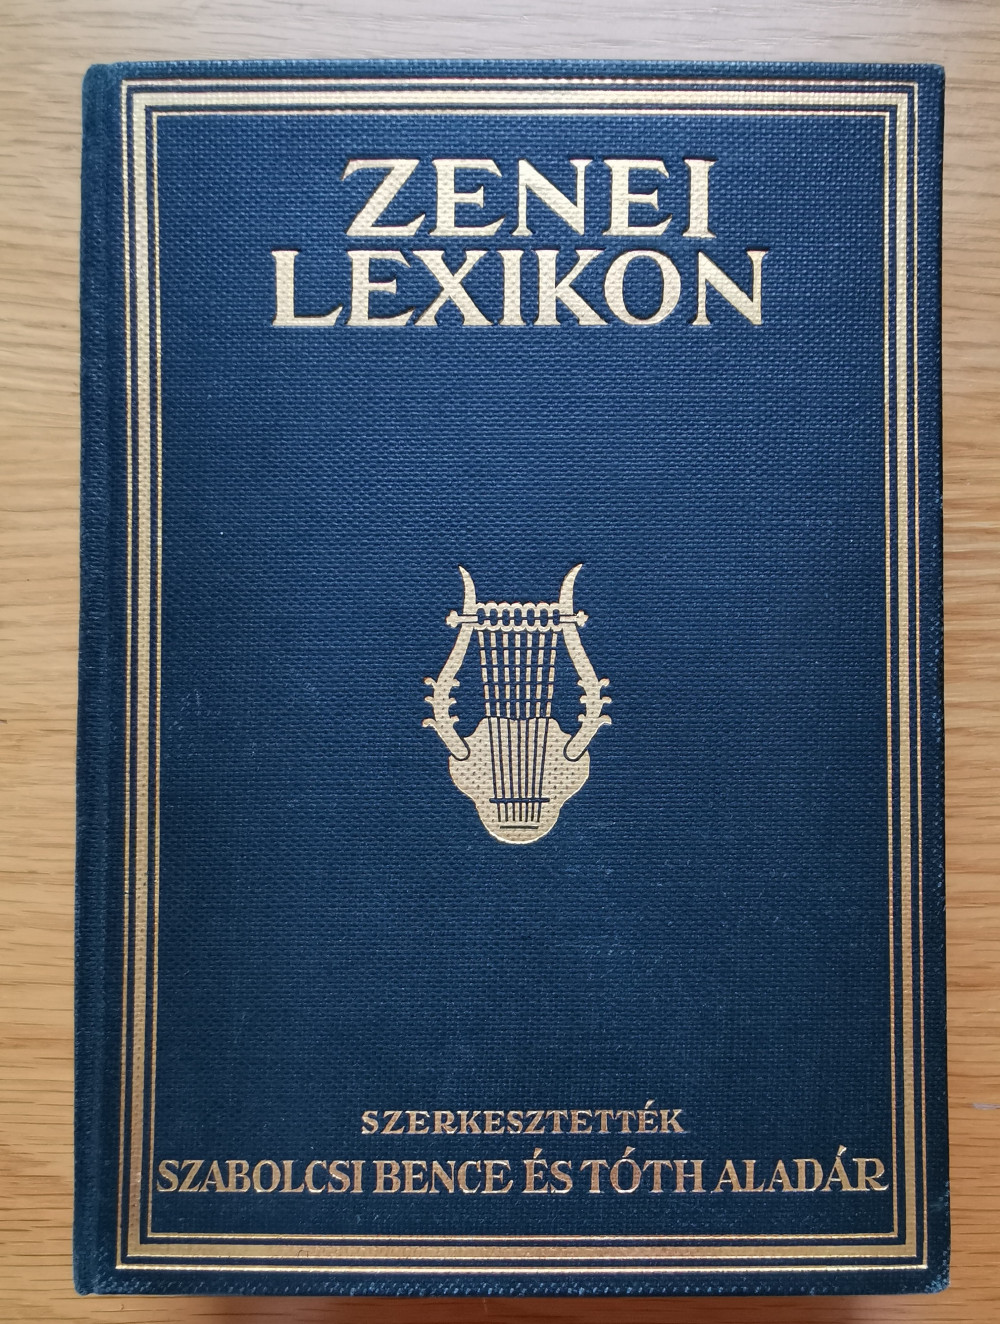 ZENEI
LEXIKON
SZERKESZTETTÉK
SZABOLCSI BENCE ÉS TÓTH ALADÁR